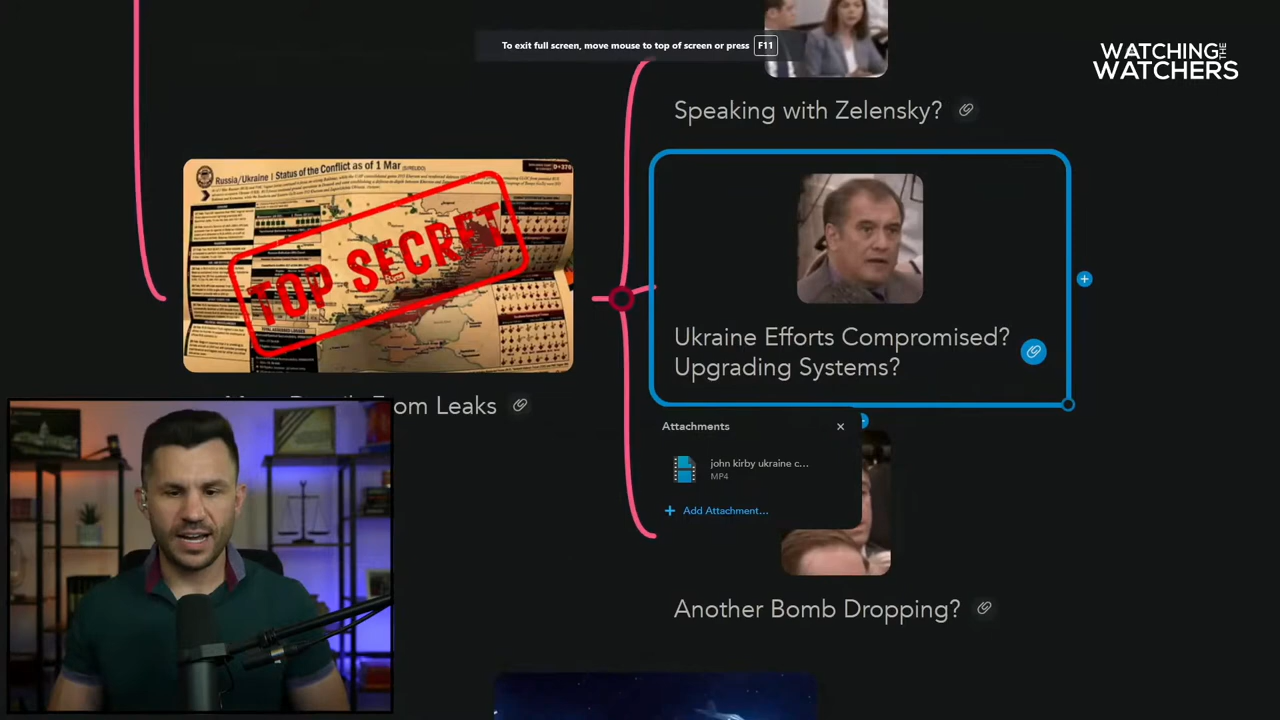 To exit full screen, move mouse to top of screen or press F11
WATCHING THE
WATCHERS
Speaking with Zelensky?
Russia/Ukraine | Status of the Conflict as of 1 Mar
TOP SECRET
Ukraine Efforts Compromised?
Upgrading Systems?
From Leaks
Attachments
john kirby ukraine c...
MP4
Add Attachment...
Another Bomb Dropping?